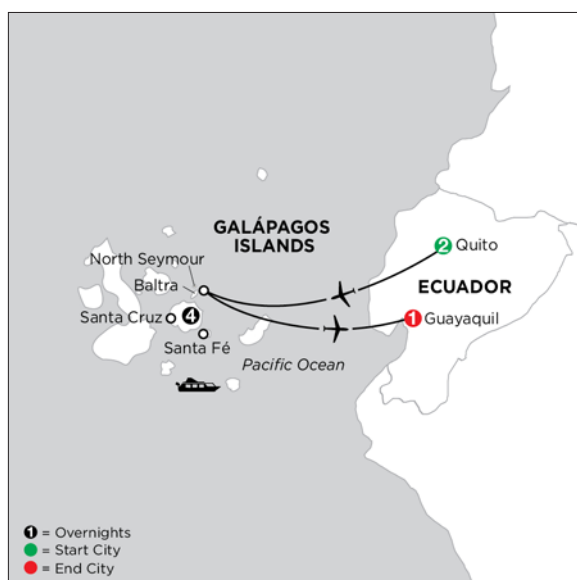 GALÁPAGOS
ISLANDS
North Seymour
Baltra
Santa Cruz
4
Santa Fé
Pacific Ocean
2 Quito
ECUADOR
1 Guayaquil
1 = Overnights
= Start City
= End City